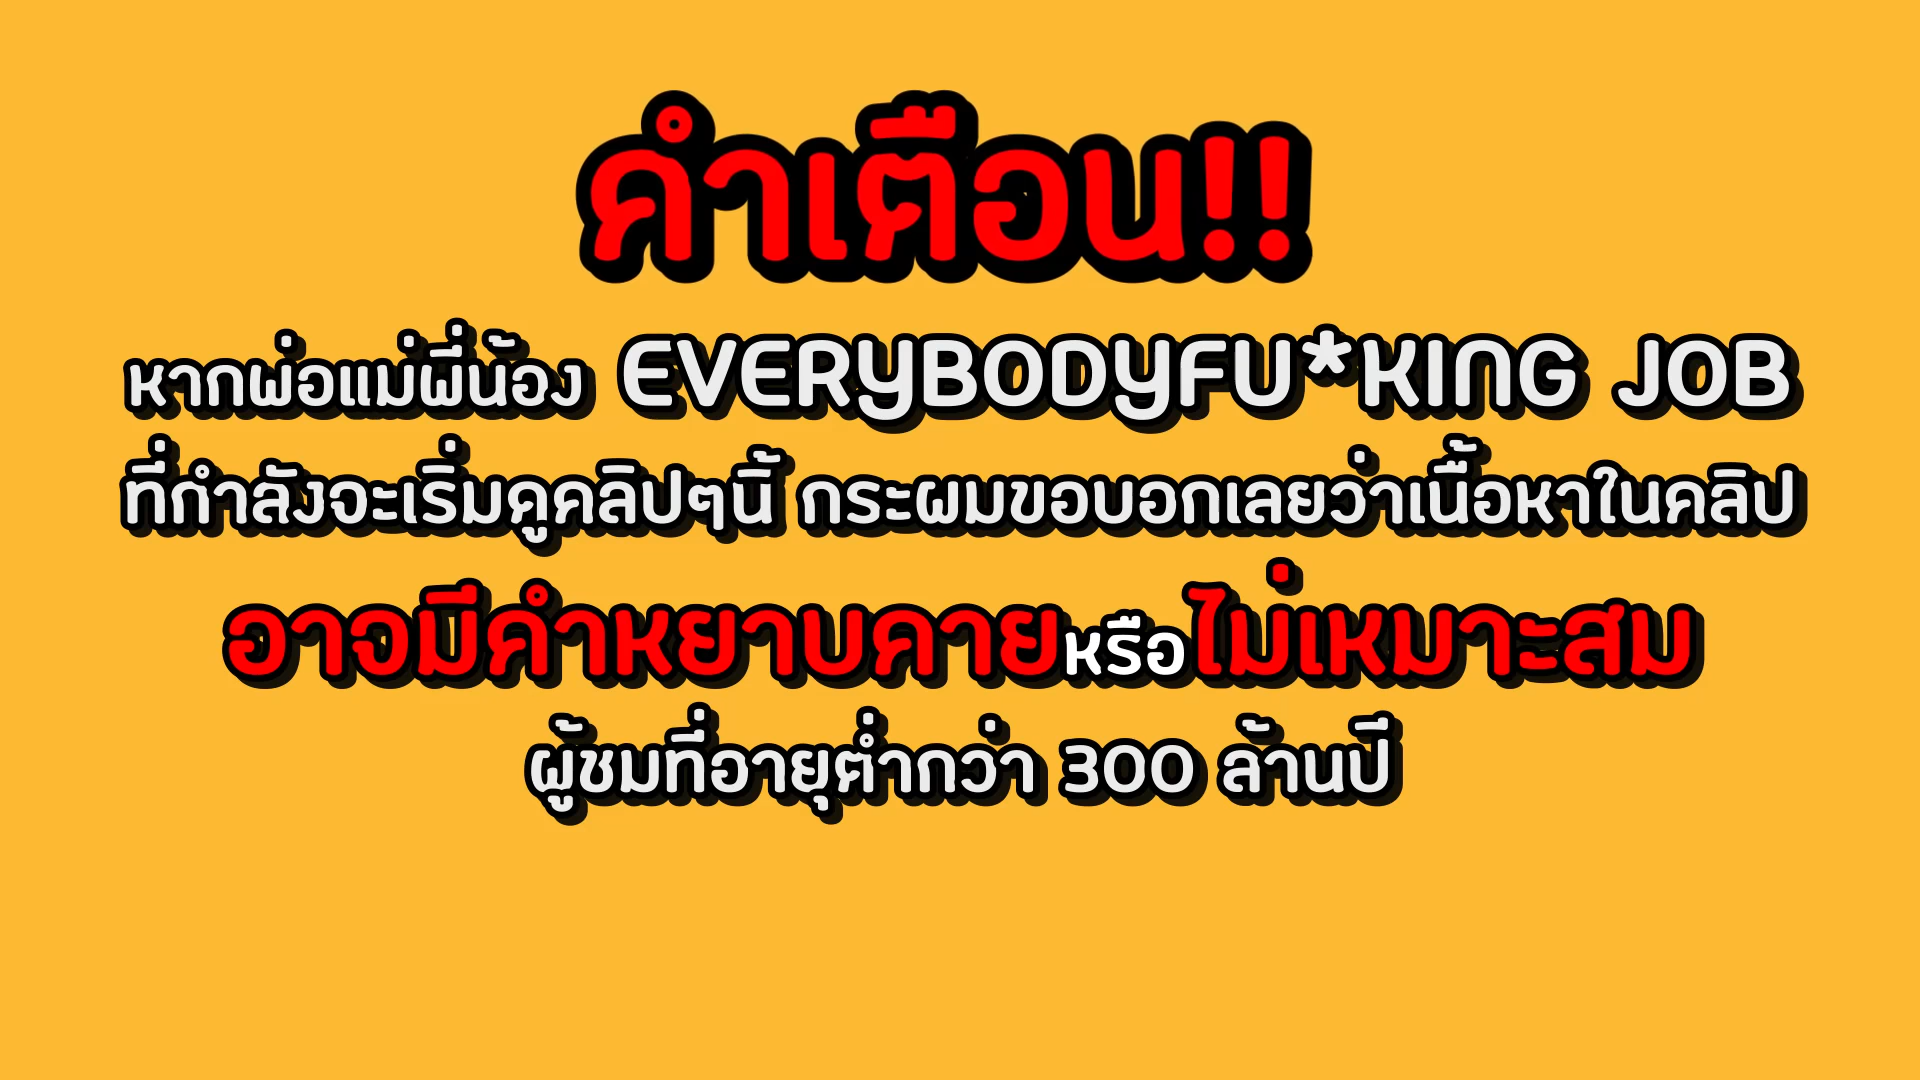 คำเตือน!!
หากพ่อแม่พี่น้อง EVERYBODYFU*KING JOB
ที่กำลังจะเริ่มดูคลิปๆนี้ กระผมขอบอกเลยว่าเนื้อหาในคลิป
อาจมีคำหยาบคายหรือไม่เหมาะสม
ผู้ชมที่อายุต่ำกว่า 300 ล้านปี